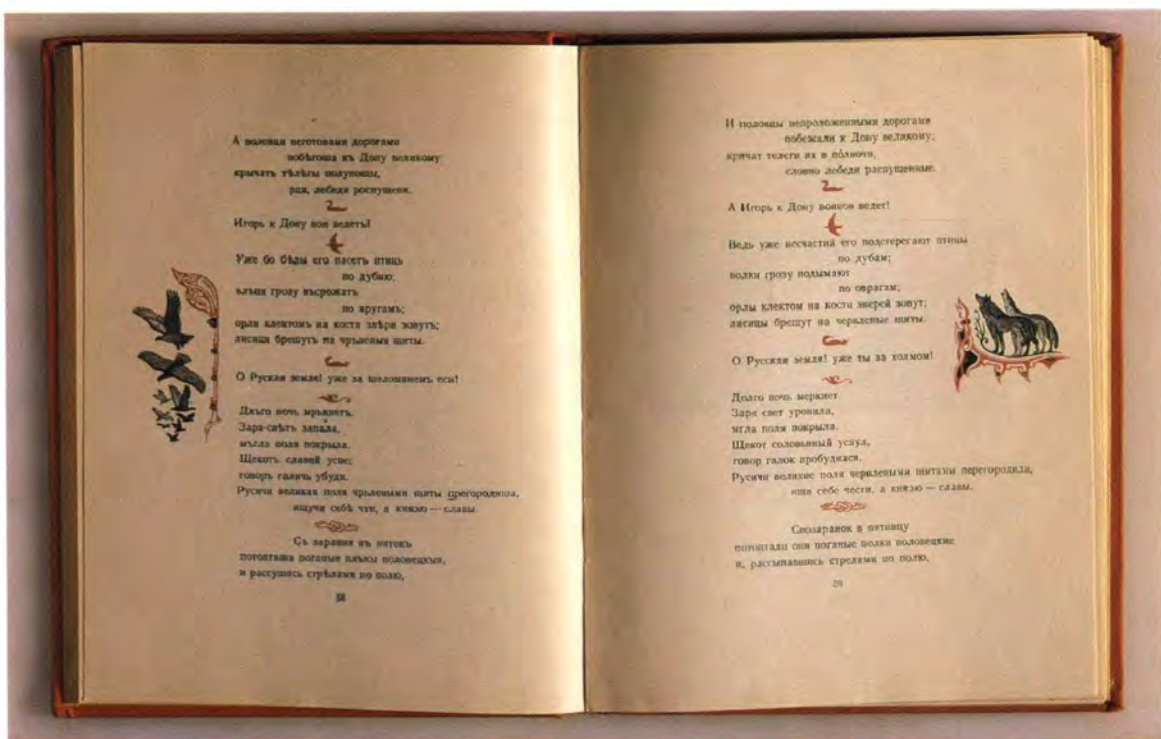 А половци неготовами дорогами
побѣгоша къ Дону великому:
крычатъ тѣлѣгы полунощы,
рци, лебеди роспущени.
Игорь к Дону вои ведетъ!
Уже бо бѣды его пасетъ птиць
по дубию;
влъци грозу въсрожатъ
по яругамъ;
орли клектомъ на кости звѣри зовутъ;
лисици брешутъ на чръленыя щиты.
О Руская земле! уже за шеломянемъ еси!
Длъго ночь мръкнетъ.
Заря-свѣтъ запала,
мъгла поля покрыла.
Щекотъ славий успе;
говоръ галичь убуди.
Русичи великая поля чрьлеными щиты прегородиша,
ищучи себѣ чти, а князю — славы.
Съ зарания въ пятокъ
потопташа поганыя плъкы половецкыя,
и рассушясь стрѣлами по полю,
И половцы непроложенными дорогами
побежали к Дону великому;
кричат телеги их в по́лночи,
словно лебеди распущенные.
А Игорь к Дону воинов ведет!
Ведь уже несчастий его подстерегают птицы
по дубам;
волки грозу подымают
по оврагам;
орлы клектом на кости зверей зовут;
лисицы брешут на червленые щиты.
О Русская земля! уже ты за холмом!
Долго ночь меркнет.
Заря свет уронила,
мгла поля покрыла.
Щекот соловьиный уснул,
говор галок пробудился.
Русичи великие поля червлеными щитами перегородили,
ища себе чести, а князю — славы.
Спозаранок в пятницу
потоптали они поганые полки половецкие
и, рассыпавшись стрелами по полю,